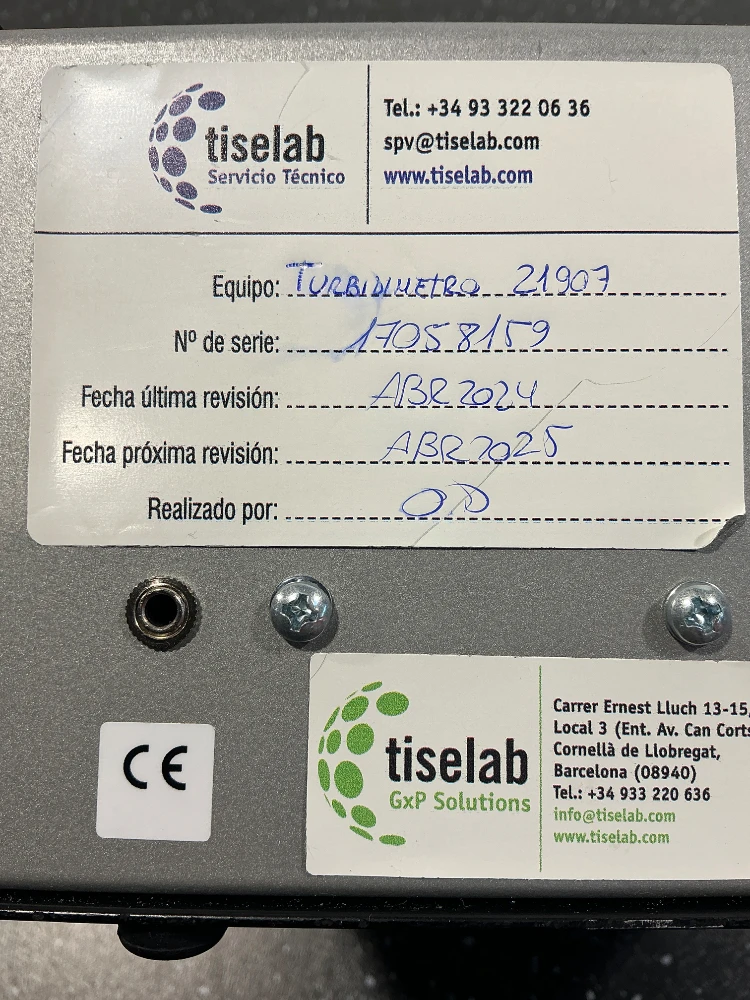 tiselab
Servicio Técnico
Tel.: +34 93 322 06 36
spv@tiselab.com
www.tiselab.com
Equipo: TURBIDIMETRO 21907
Nº de serie: 17058159
Fecha última revisión: ABR 2024
Fecha próxima revisión: ABR 2025
Realizado por: OD
CE
tiselab
GxP Solutions
Carrer Ernest Lluch 13-15,
Local 3 (Ent. Av. Can Corts
Cornellà de Llobregat,
Barcelona (08940)
Tel.: +34 933 220 636
info@tiselab.com
www.tiselab.com